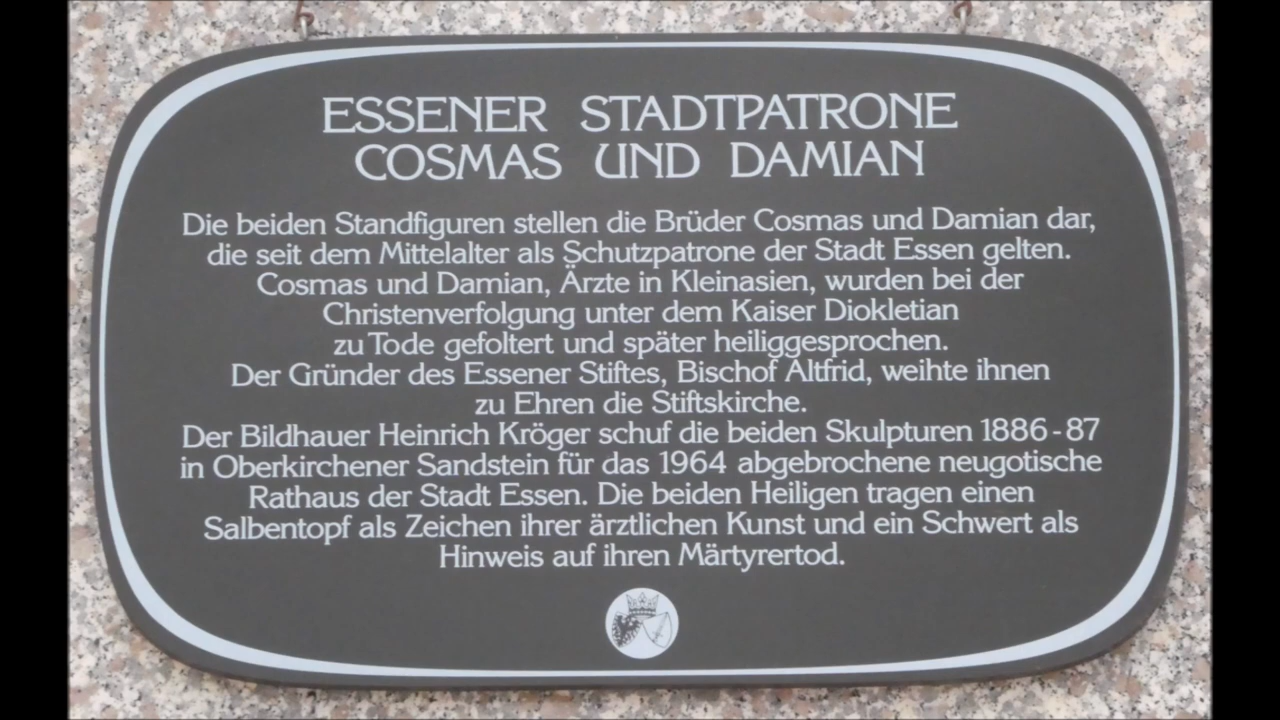 ESSENER STADTPATRONE
COSMAS UND DAMIAN
Die beiden Standfiguren stellen die Brüder Cosmas und Damian dar,
die seit dem Mittelalter als Schutzpatrone der Stadt Essen gelten.
Cosmas und Damian, Ärzte in Kleinasien, wurden bei der
Christenverfolgung unter dem Kaiser Diokletian
zu Tode gefoltert und später heiliggesprochen.
Der Gründer des Essener Stiftes, Bischof Altfrid, weihte ihnen
zu Ehren die Stiftskirche.
Der Bildhauer Heinrich Kröger schuf die beiden Skulpturen 1886-87
in Oberkirchener Sandstein für das 1964 abgebrochene neugotische
Rathaus der Stadt Essen. Die beiden Heiligen tragen einen
Salbentopf als Zeichen ihrer ärztlichen Kunst und ein Schwert als
Hinweis auf ihren Märtyrertod.